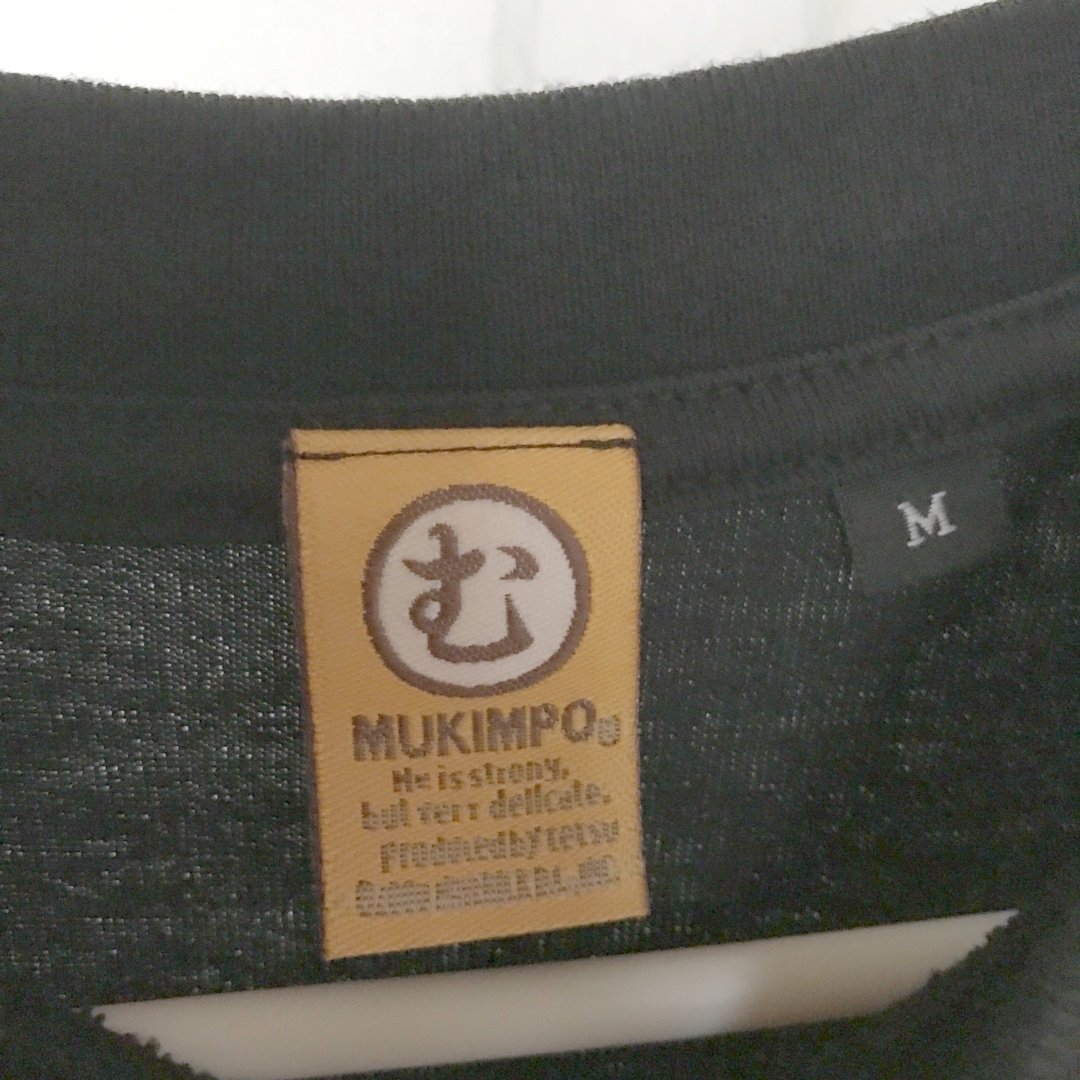 む
MUKIMPO®
He is strong,
but very delicate.
Produced by tetsu
M